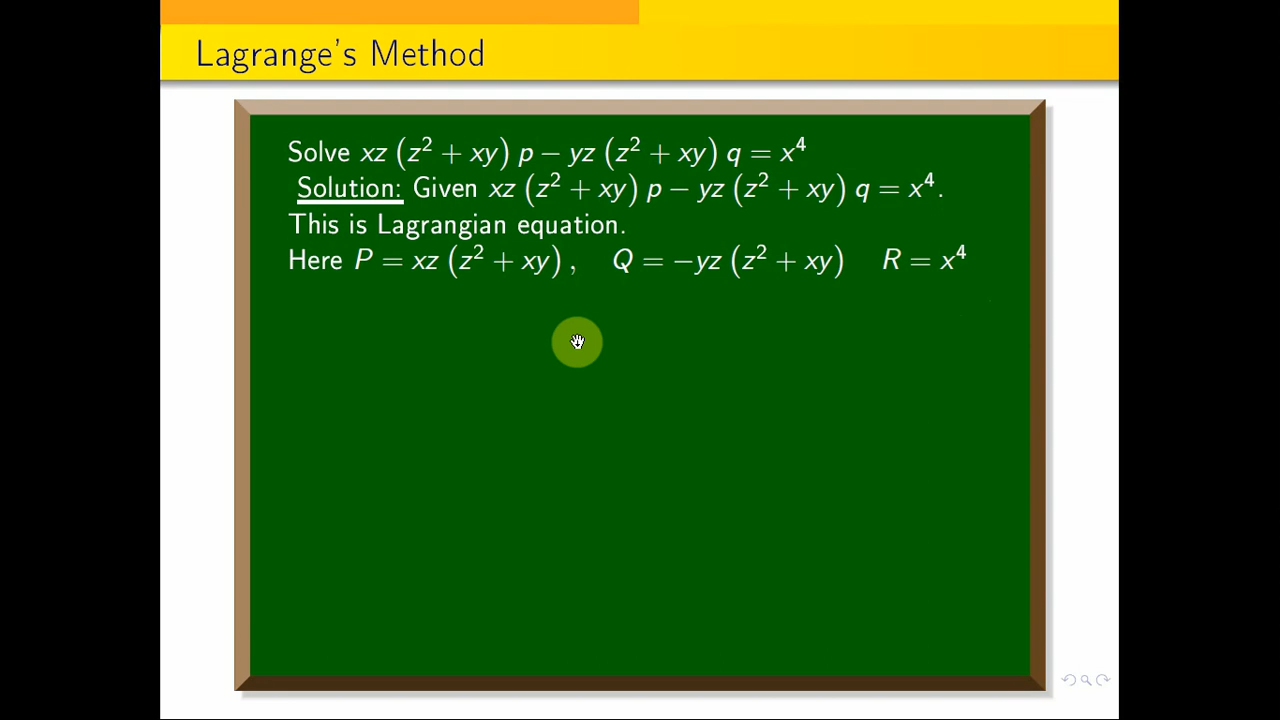 Lagrange's Method
Solve xz (z² + xy) p − yz (z² + xy) q = x⁴
Solution: Given xz (z² + xy) p − yz (z² + xy) q = x⁴.
This is Lagrangian equation.
Here P = xz (z² + xy) , Q = −yz (z² + xy) R = x⁴